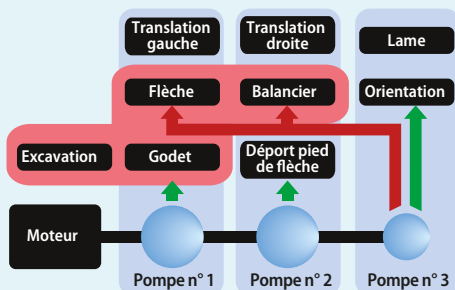 Translation
gauche
Translation
droite
Lame
Flèche
Balancier
Orientation
Excavation
Godet
Déport pied
de flèche
Moteur
Pompe n° 1
Pompe n° 2
Pompe n° 3